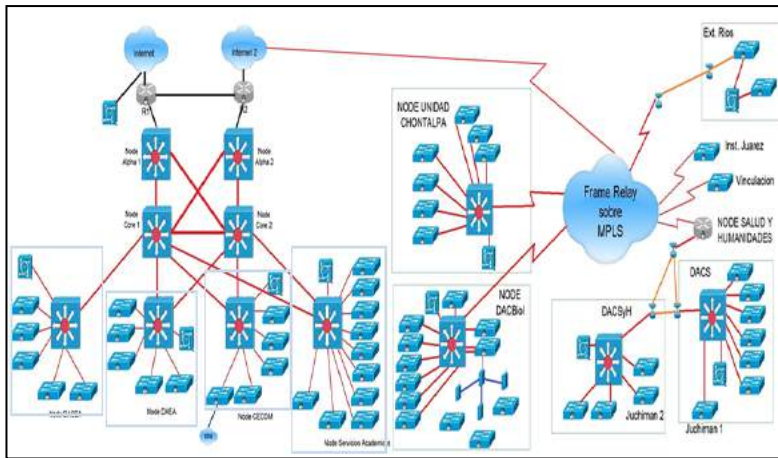 Internet
Internet 2
R1
R2
Node
Alpha 1
Node
Alpha 2
Node
Core 1
Node
Core 2
Node DAEA
Node CECOM
Node Servicios Academic
NODE UNIDAD
CHONTALPA
NODE
DACBiol
Frame Relay
sobre
MPLS
Ext. Rios
Inst. Juarez
Vinculacion
NODE SALUD Y
HUMANIDADES
DACSyH
DACS
Juchiman 2
Juchiman 1